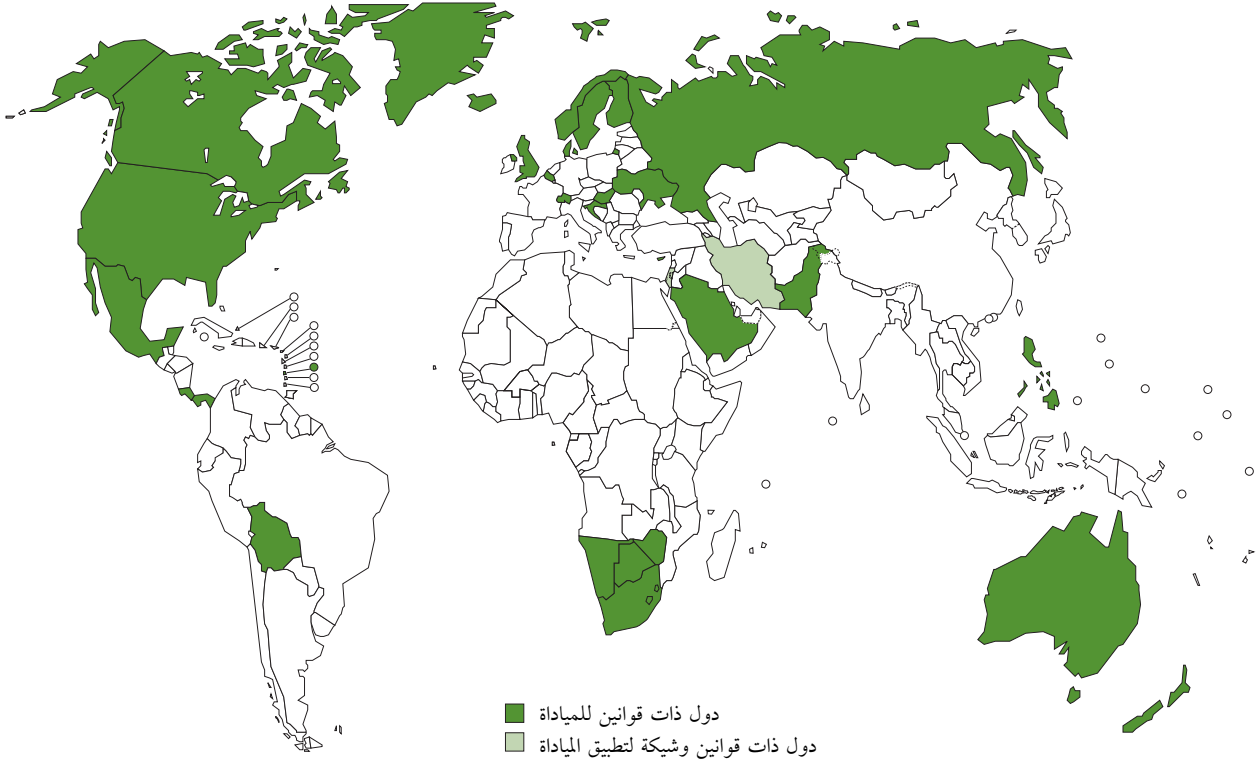 دول ذات قوانين للمياداة
دول ذات قوانين وشيكة لتطبيق المياداة